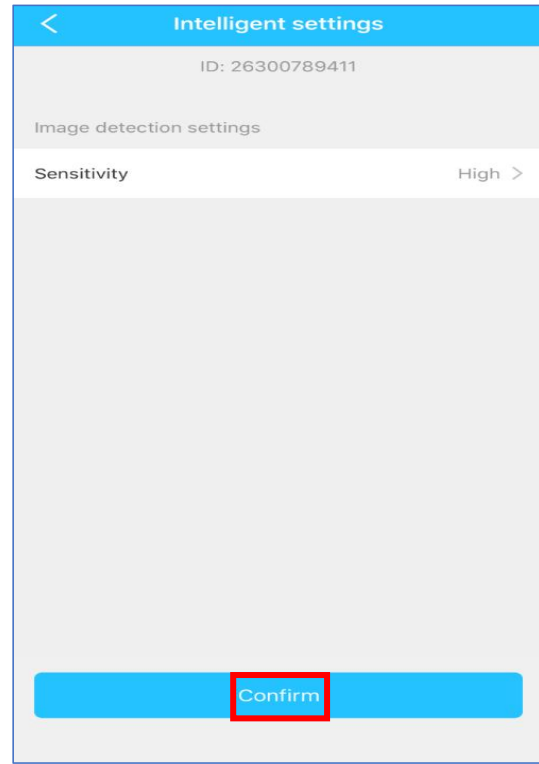 Intelligent settings
ID: 26300789411
Image detection settings
Sensitivity High >
Confirm